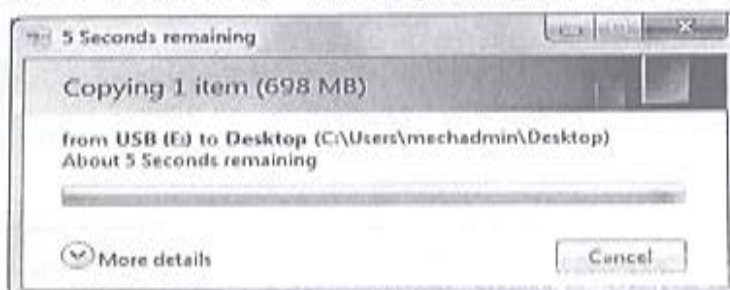 5 Seconds remaining
Copying 1 item (698 MB)
from USB (E:) to Desktop (C:\Users\mechadmin\Desktop)
About 5 Seconds remaining
More details
Cancel